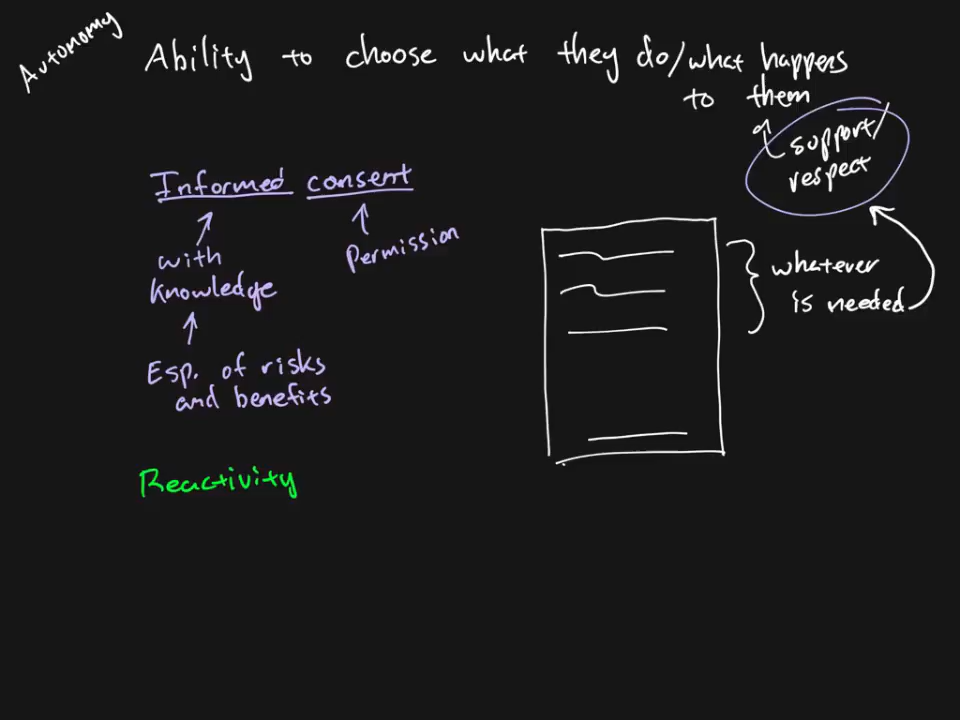 Autonomy
Ability to choose what they do/what happens
to them
support/
respect
Informed consent
with
knowledge
Permission
Esp. of risks
and benefits
whatever
is needed
Reactivity